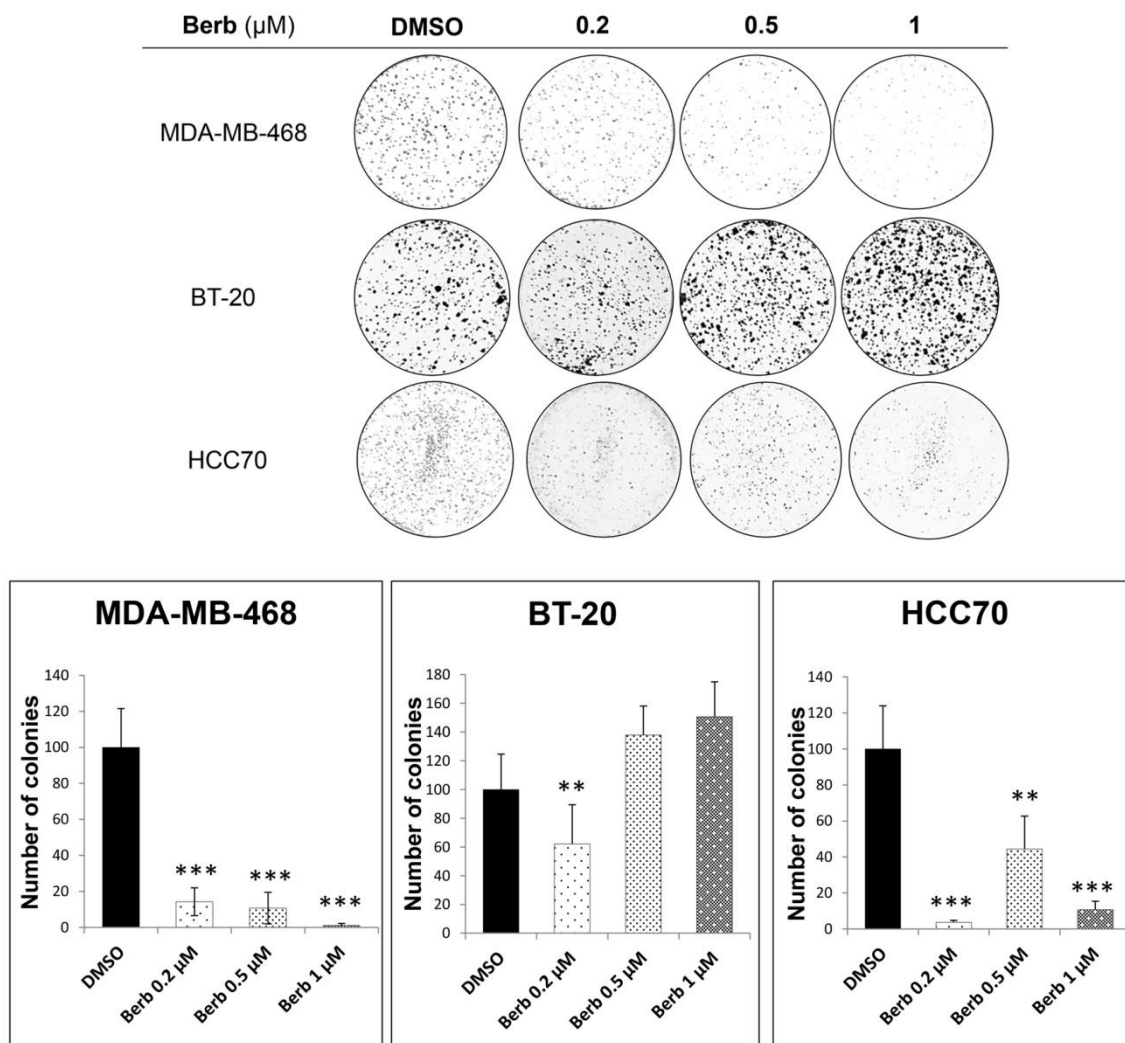 Berb (µM) DMSO 0.2 0.5 1
MDA-MB-468
BT-20
HCC70
MDA-MB-468
Number of colonies
140
120
100
80
60
40
20
0
***
***
***
DMSO
Berb 0.2 µM
Berb 0.5 µM
Berb 1 µM
BT-20
Number of colonies
180
160
140
120
100
80
60
40
20
0
**
DMSO
Berb 0.2 µM
Berb 0.5 µM
Berb 1 µM
HCC70
Number of colonies
140
120
100
80
60
40
20
0
***
**
***
DMSO
Berb 0.2 µM
Berb 0.5 µM
Berb 1 µM